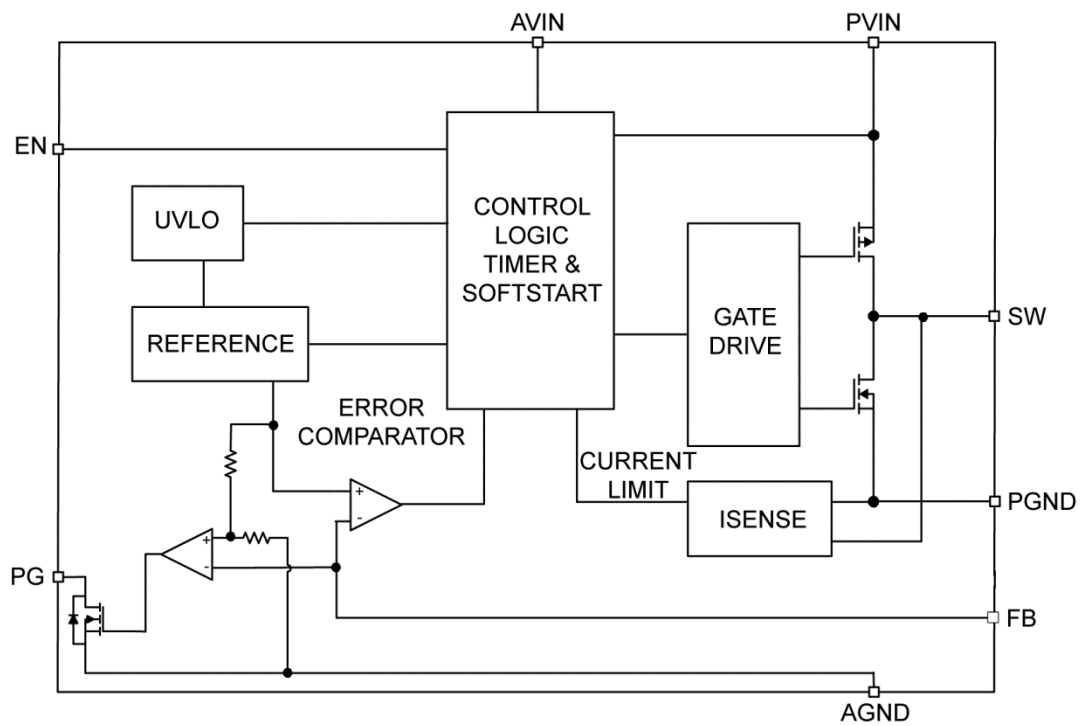 AVIN
PVIN
EN
UVLO
CONTROL
LOGIC
TIMER &
SOFTSTART
REFERENCE
GATE
DRIVE
SW
ERROR
COMPARATOR
CURRENT
LIMIT
+
-
ISENSE
PGND
+
-
PG
FB
AGND